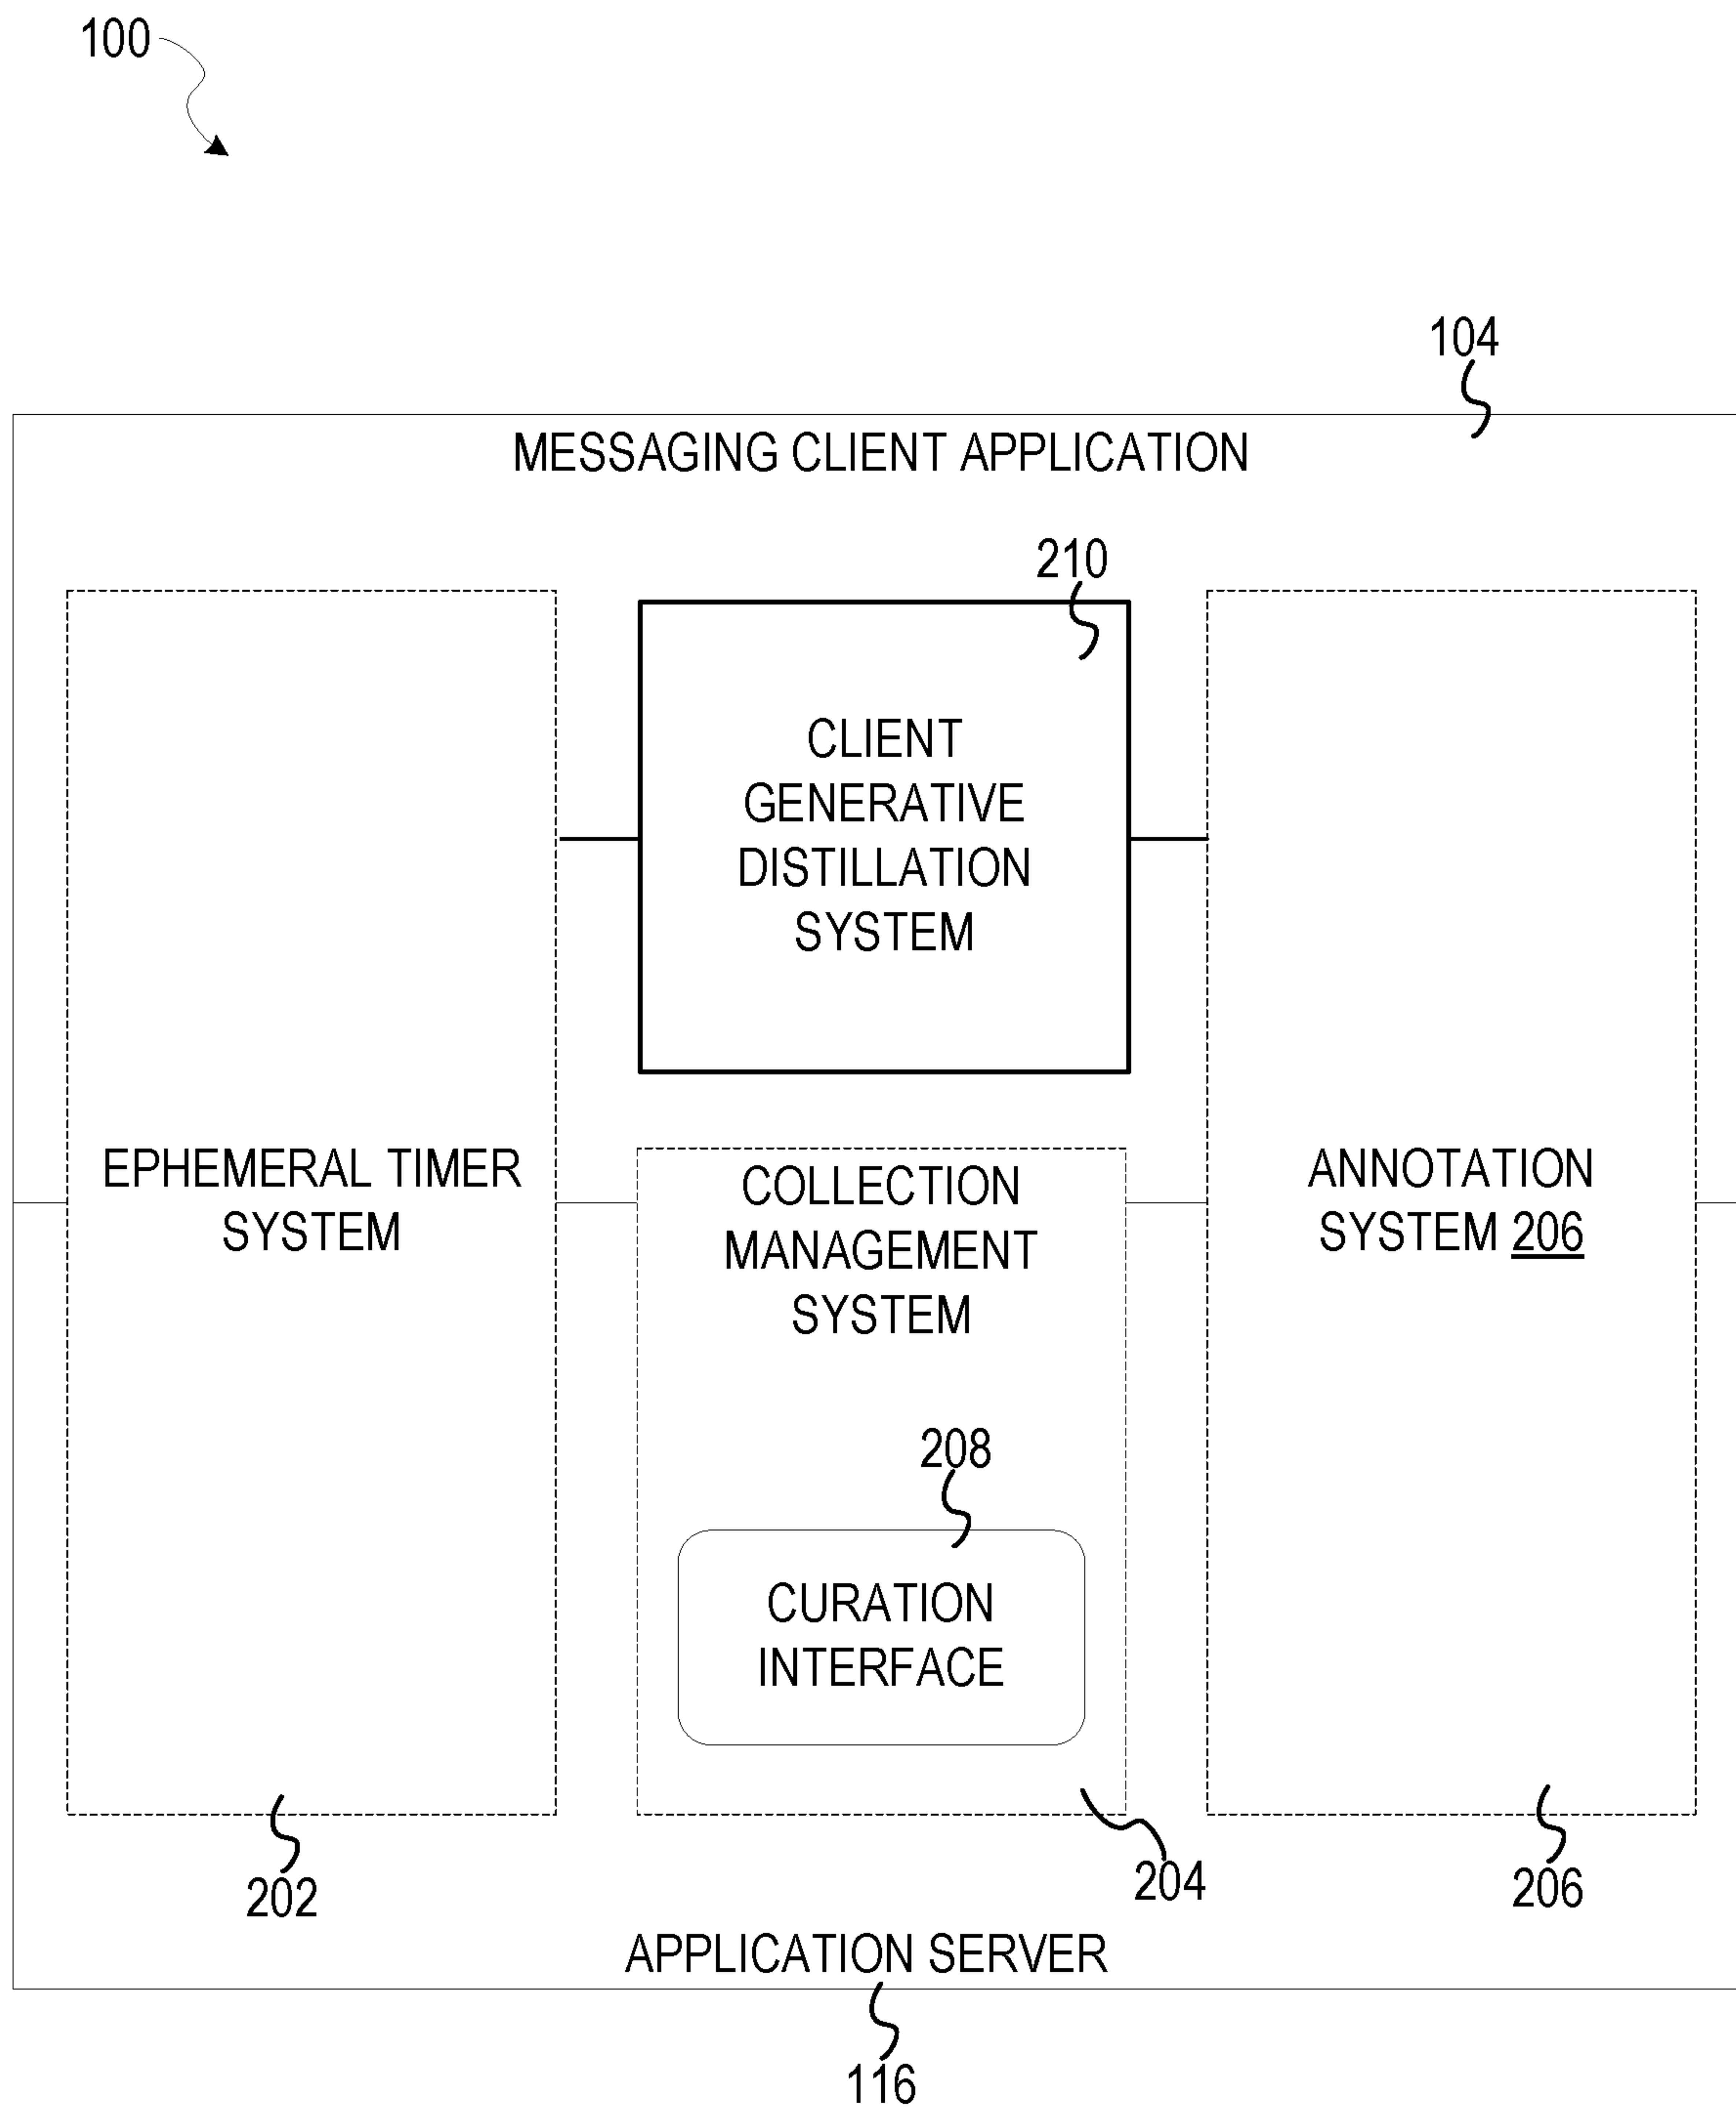 100
104
MESSAGING CLIENT APPLICATION
210
CLIENT
GENERATIVE
DISTILLATION
SYSTEM
EPHEMERAL TIMER
SYSTEM
COLLECTION
MANAGEMENT
SYSTEM
ANNOTATION
SYSTEM 206
208
CURATION
INTERFACE
202
204
206
APPLICATION SERVER
116